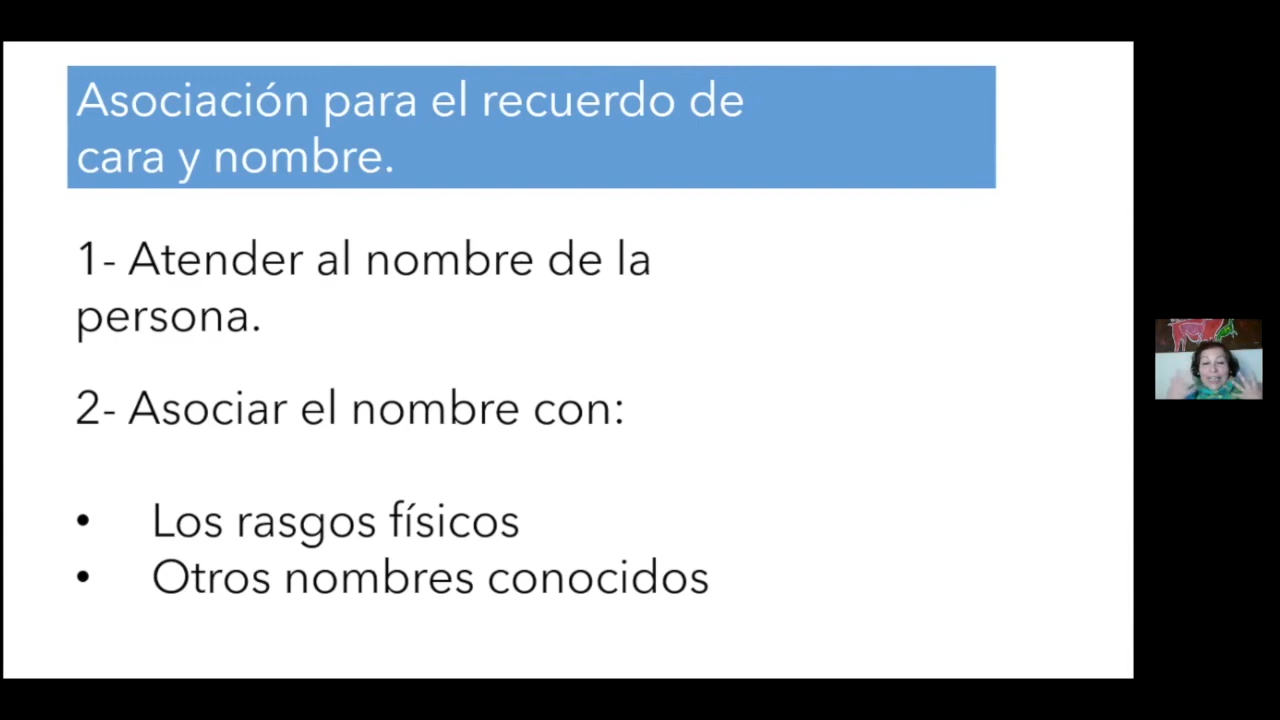 Asociación para el recuerdo de
cara y nombre.
1- Atender al nombre de la
persona.
2- Asociar el nombre con:
• Los rasgos físicos
• Otros nombres conocidos